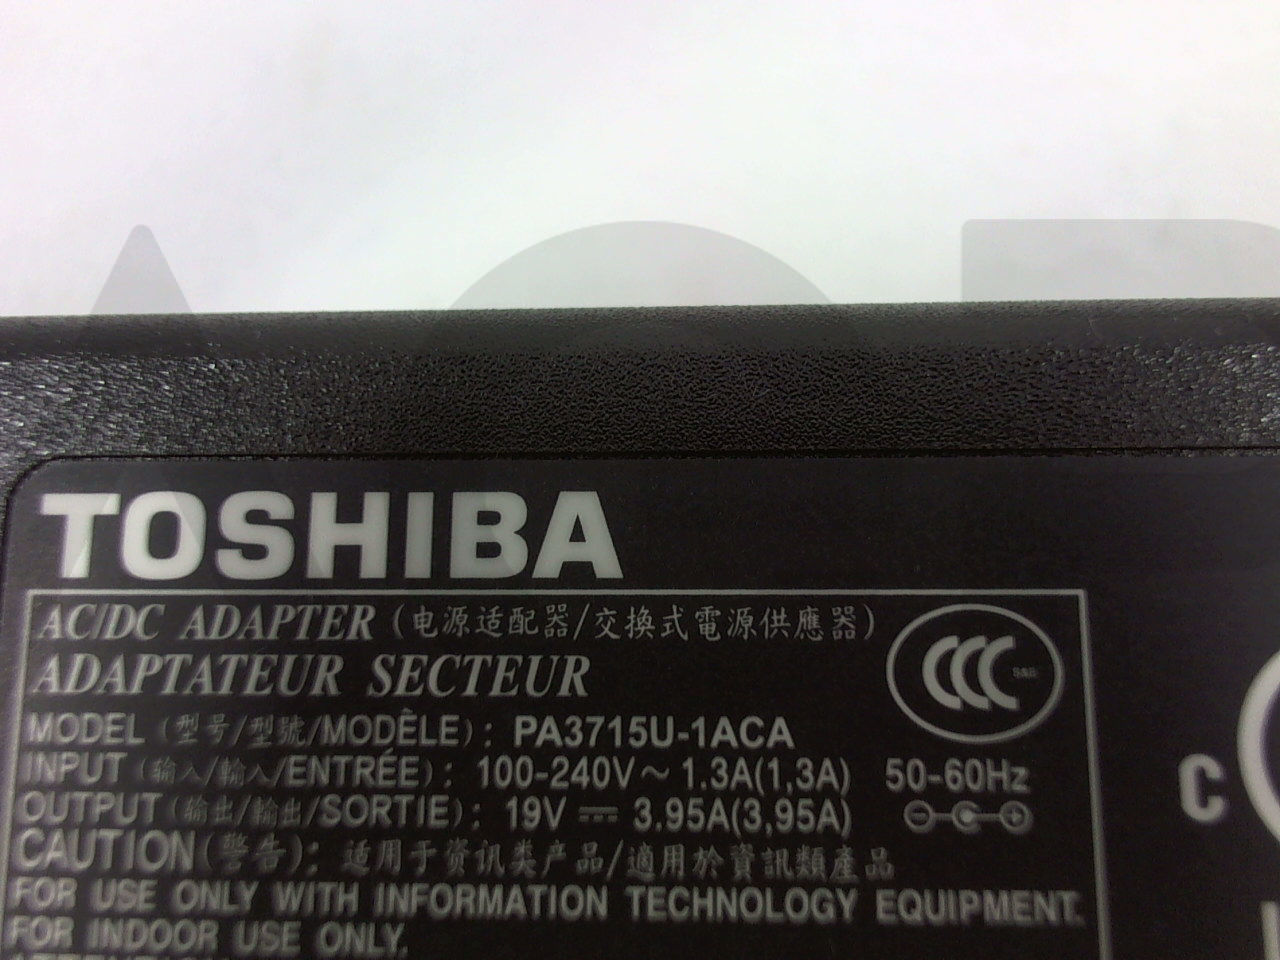 TOSHIBA
AC/DC ADAPTER (电源适配器/交換式電源供應器)
ADAPTATEUR SECTEUR
CCC S&E
MODEL (型号/型號/MODÈLE): PA3715U-1ACA
INPUT (输入/輸入/ENTRÉE): 100-240V～ 1.3A(1,3A) 50-60Hz
OUTPUT (输出/輸出/SORTIE): 19V ⎓ 3.95A(3,95A)
C
CAUTION(警告): 适用于资讯类产品/適用於資訊類產品
FOR USE ONLY WITH INFORMATION TECHNOLOGY EQUIPMENT.
FOR INDOOR USE ONLY.